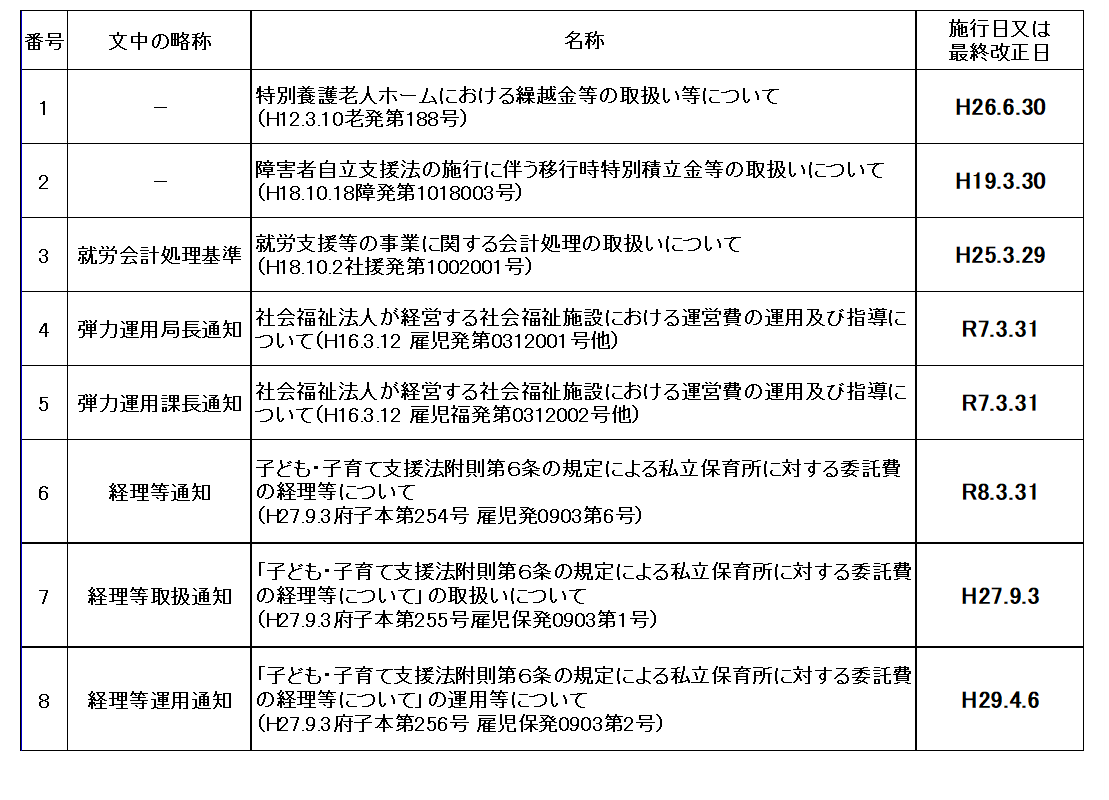 番号 文中の略称 名称 施行日又は
最終改正日
1 － 特別養護老人ホームにおける繰越金等の取扱い等について
（H12.3.10老発第188号） H26.6.30
2 － 障害者自立支援法の施行に伴う移行時特別積立金等の取扱いについて
（H18.10.18障発第1018003号） H19.3.30
3 就労会計処理基準 就労支援等の事業に関する会計処理の取扱いについて
（H18.10.2社援発第1002001号） H25.3.29
4 弾力運用局長通知 社会福祉法人が経営する社会福祉施設における運営費の運用及び指導に
ついて（H16.3.12 雇児発第0312001号他） R7.3.31
5 弾力運用課長通知 社会福祉法人が経営する社会福祉施設における運営費の運用及び指導に
ついて（H16.3.12 雇児福発第0312002号他） R7.3.31
6 経理等通知 子ども・子育て支援法附則第６条の規定による私立保育所に対する委託費
の経理等について
（H27.9.3府子本第254号 雇児発0903第6号） R8.3.31
7 経理等取扱通知 「子ども・子育て支援法附則第６条の規定による私立保育所に対する委託費
の経理等について」の取扱いについて
（H27.9.3府子本第255号雇児保発0903第1号） H27.9.3
8 経理等運用通知 「子ども・子育て支援法附則第６条の規定による私立保育所に対する委託費
の経理等について」の運用等について
（H27.9.3府子本第256号 雇児保発0903第2号） H29.4.6